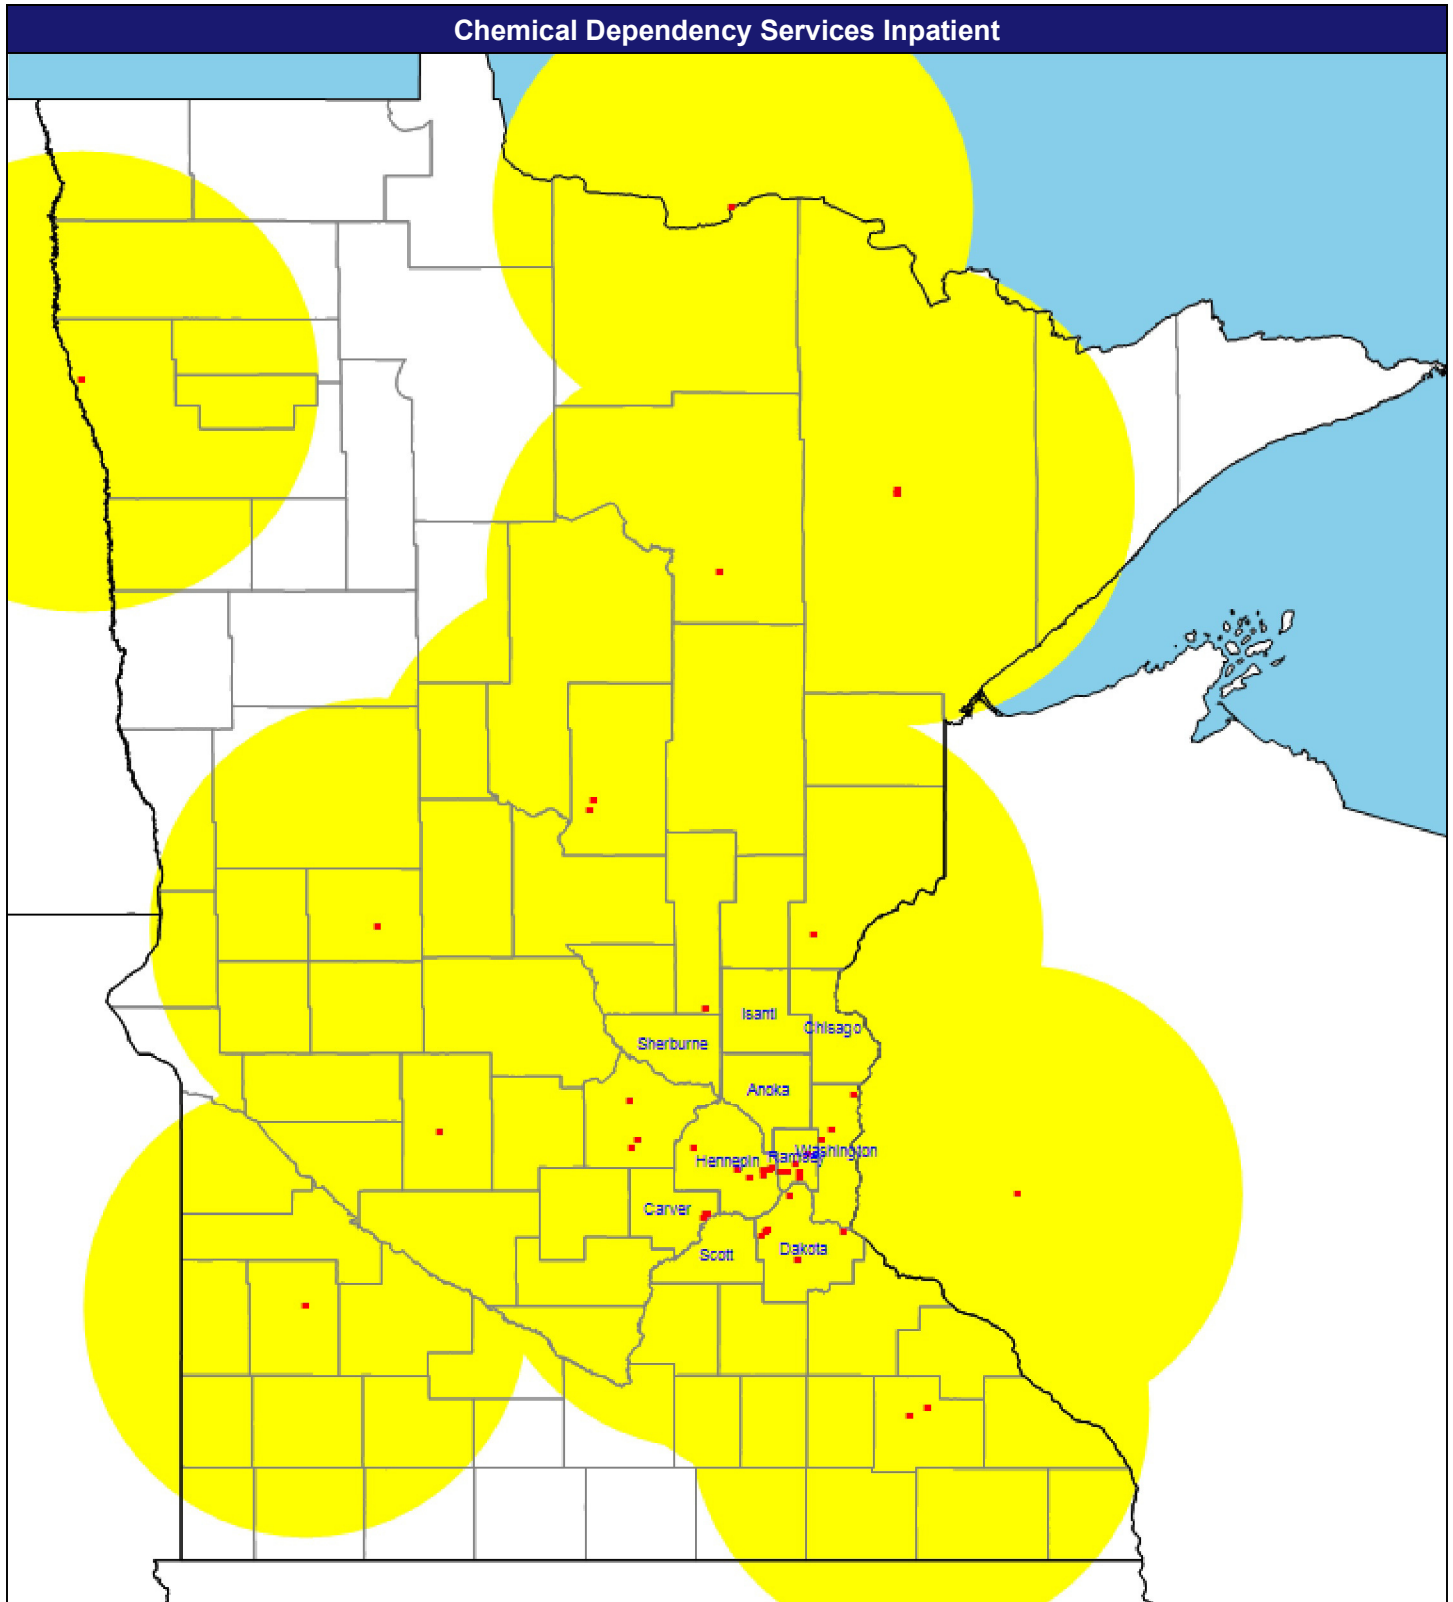 Chemical Dependency Services Inpatient
Isanti
Chisago
Sherburne
Anoka
Washington
Hennepin
Ramsey
Carver
Scott
Dakota